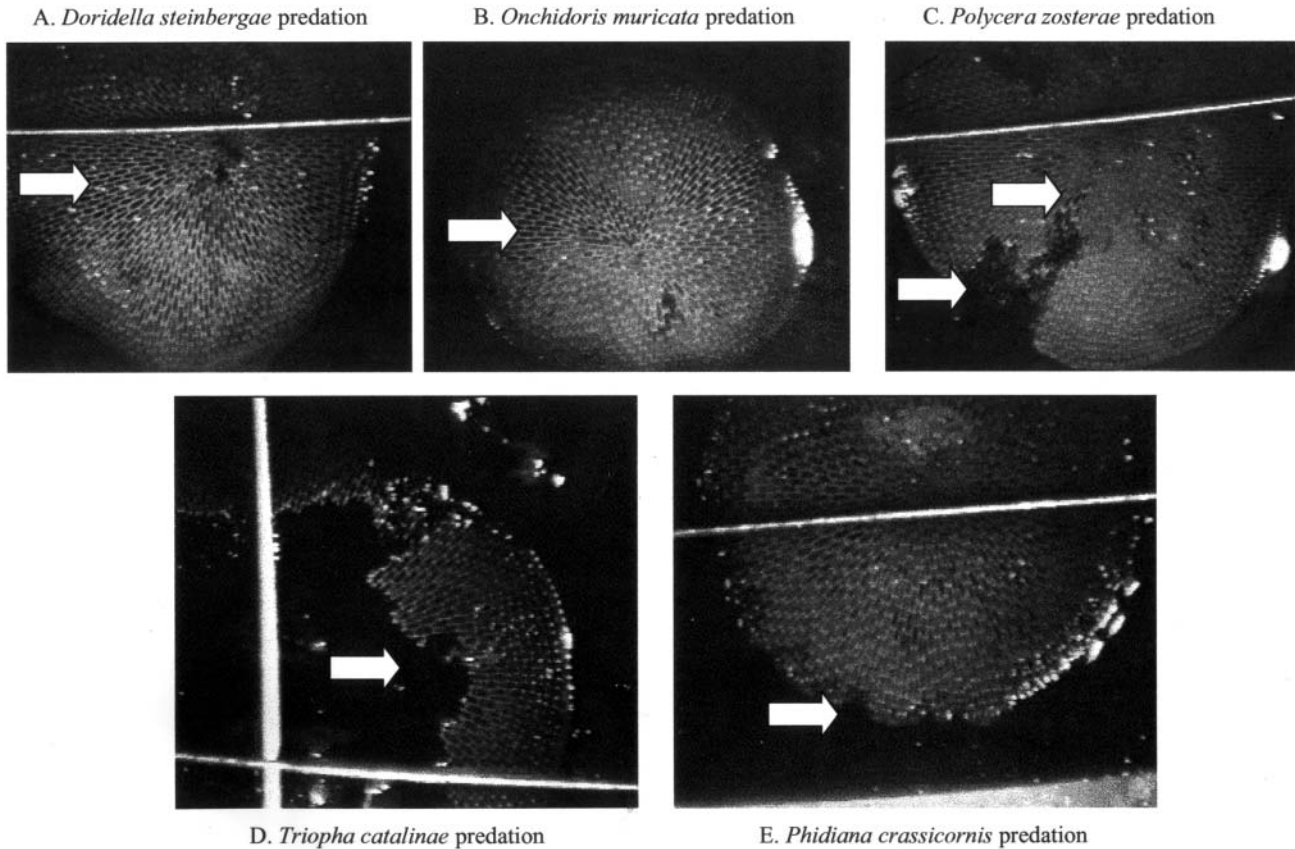 A. Doridella steinbergae predation
B. Onchidoris muricata predation
C. Polycera zosterae predation
D. Triopha catalinae predation
E. Phidiana crassicornis predation